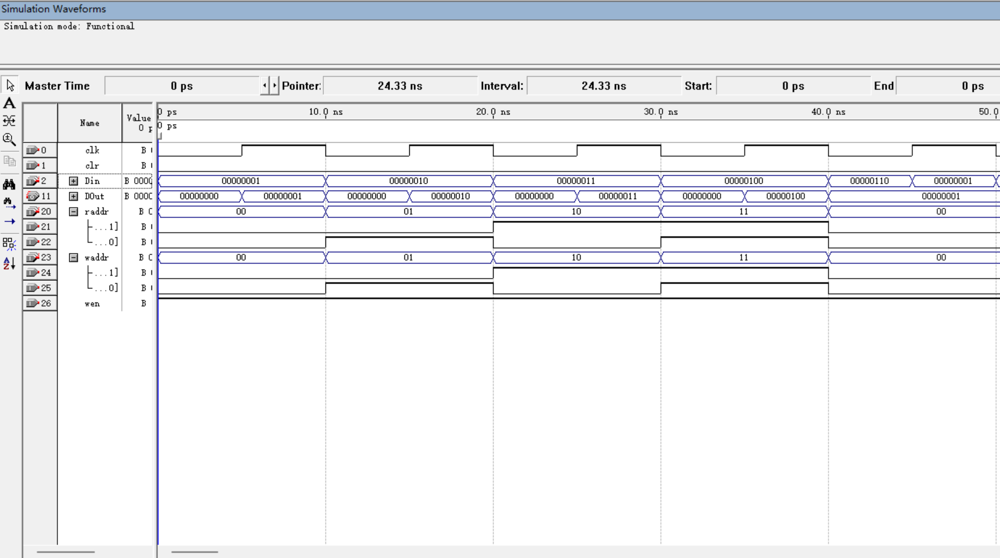 Simulation Waveforms
Simulation mode: Functional
Master Time 0 ps Pointer: 24.33 ns Interval: 24.33 ns Start: 0 ps End 0 ps
Name Value 0 ps 10.0 ns 20.0 ns 30.0 ns 40.0 ns 50.0
0 0 ps
0 clk B
1 clr B
2 Din B 0000 00000001 00000010 00000011 00000100 00000110 00000001
11 DOut B 0000 00000000 00000001 00000000 00000010 00000000 00000011 00000000 00000100 00000001
20 raddr B 00 01 10 11 00
21 ...1] B
22 ...0] B
23 waddr B 00 01 10 11 00
24 ...1] B
25 ...0] B
26 wen B